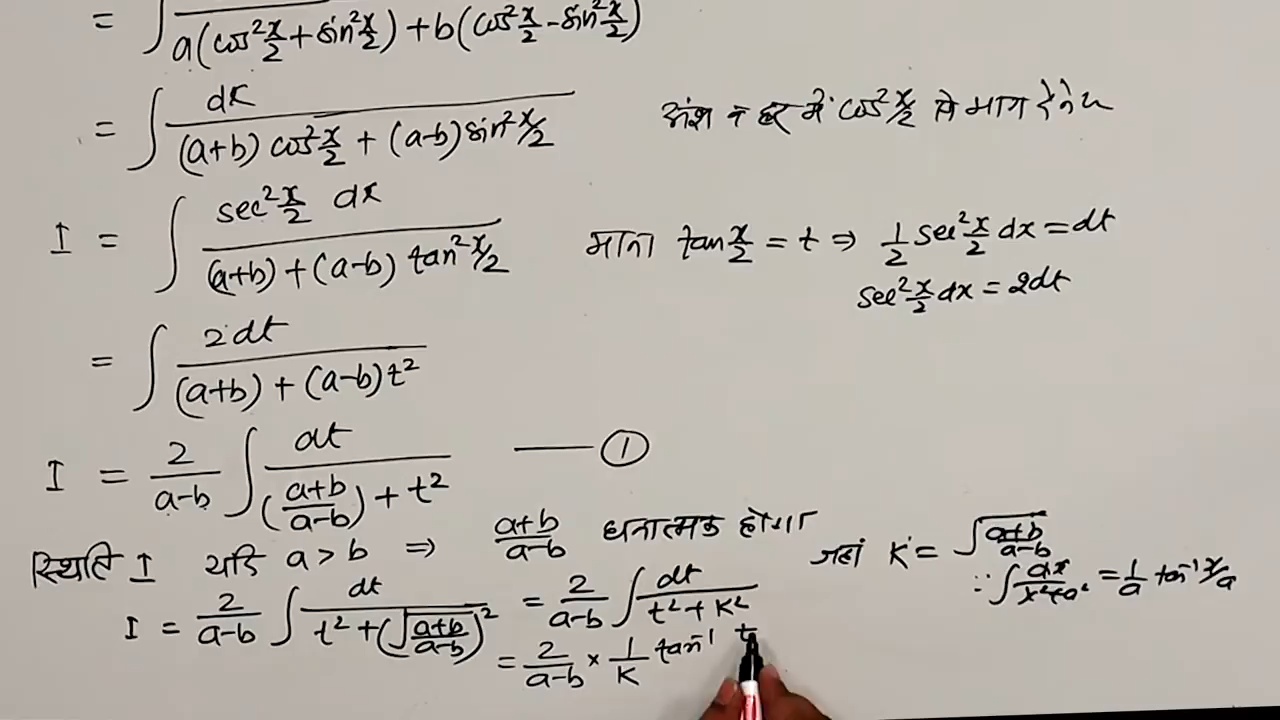 = ∫ / a(cos²x/2 + sin²x/2) + b(cos²x/2 - sin²x/2)
= ∫ dx / (a+b) cos²x/2 + (a-b) sin²x/2 अंश व हर में cos²x/2 से भाग देने पर
I = ∫ sec²x/2 dx / (a+b) + (a-b) tan²x/2 माना tan x/2 = t ⇒ 1/2 sec²x/2 dx = dt
sec²x/2 dx = 2dt
= ∫ 2dt / (a+b) + (a-b)t²
I = 2/a-b ∫ dt / (a+b/a-b) + t² —— ①
स्थिति I यदि a > b ⇒ a+b/a-b धनात्मक होगा जहां K = √a+b/a-b
∵ ∫ dx/x²+a² = 1/a tan⁻¹ x/a
I = 2/a-b ∫ dt / t² + (√a+b/a-b)² = 2/a-b ∫ dt / t² + K²
= 2/a-b × 1/K tan⁻¹ t